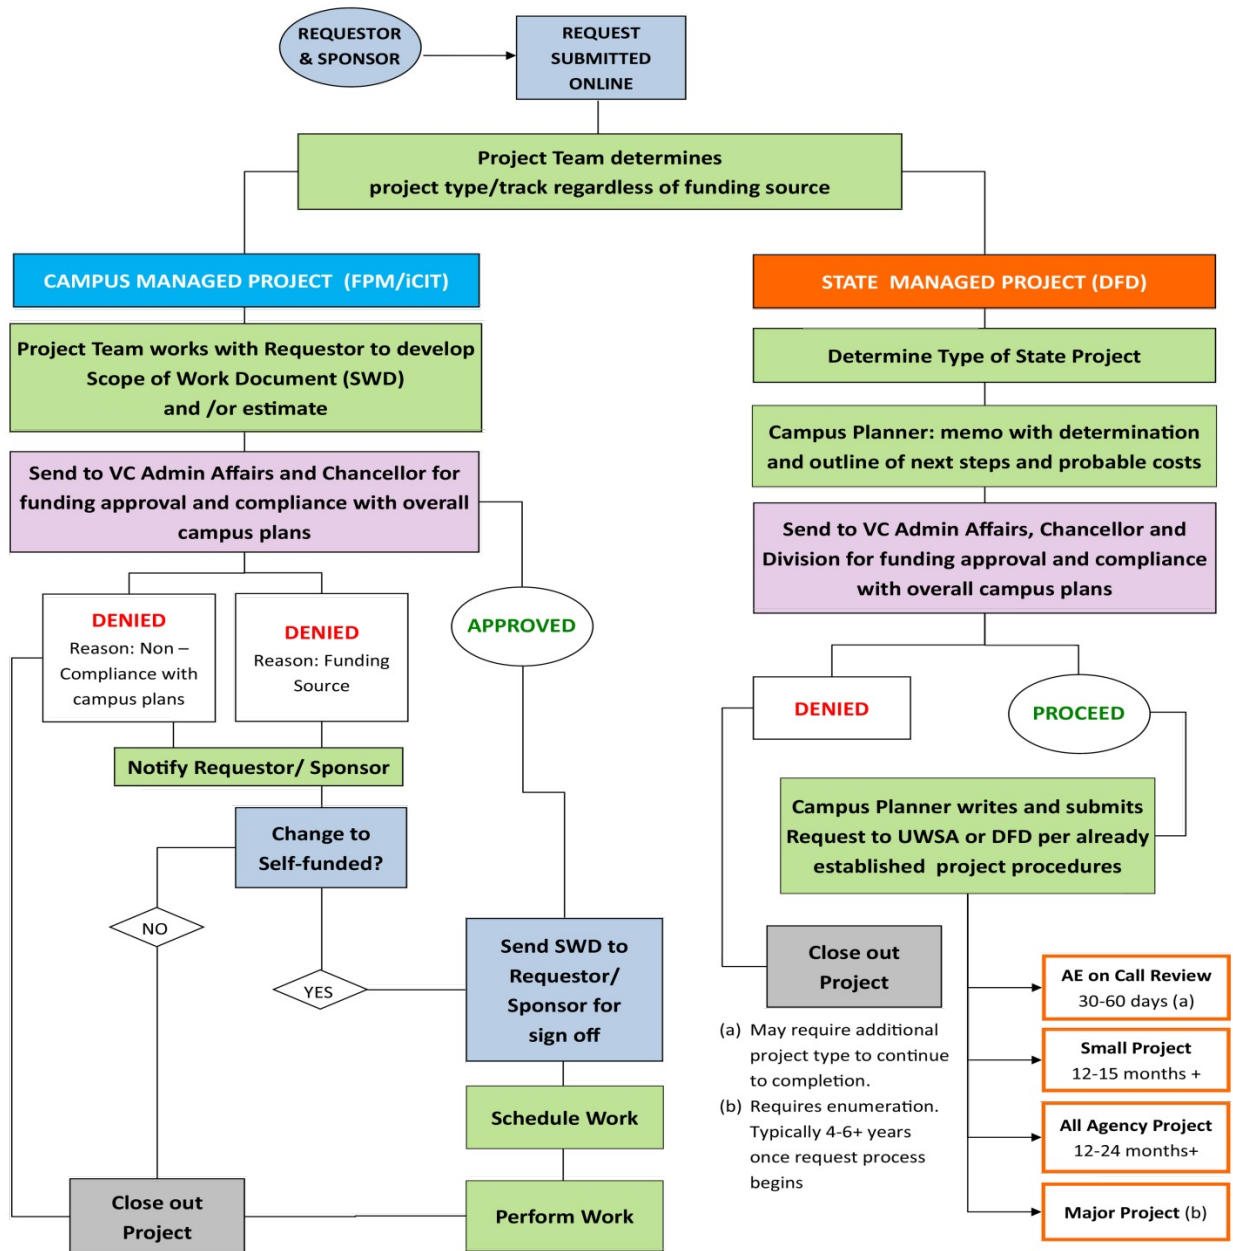 REQUESTOR
& SPONSOR
REQUEST
SUBMITTED
ONLINE
Project Team determines
project type/track regardless of funding source
CAMPUS MANAGED PROJECT (FPM/iCIT)
Project Team works with Requestor to develop
Scope of Work Document (SWD)
and /or estimate
Send to VC Admin Affairs and Chancellor for
funding approval and compliance with overall
campus plans
DENIED
Reason: Non –
Compliance with
campus plans
DENIED
Reason: Funding
Source
APPROVED
Notify Requestor/ Sponsor
Change to
Self-funded?
NO
YES
Send SWD to
Requestor/
Sponsor for
sign off
Schedule Work
Perform Work
Close out
Project
STATE MANAGED PROJECT (DFD)
Determine Type of State Project
Campus Planner: memo with determination
and outline of next steps and probable costs
Send to VC Admin Affairs, Chancellor and
Division for funding approval and compliance
with overall campus plans
DENIED
PROCEED
Campus Planner writes and submits
Request to UWSA or DFD per already
established project procedures
Close out
Project
(a) May require additional
project type to continue
to completion.
(b) Requires enumeration.
Typically 4-6+ years
once request process
begins
AE on Call Review
30-60 days (a)
Small Project
12-15 months +
All Agency Project
12-24 months+
Major Project (b)